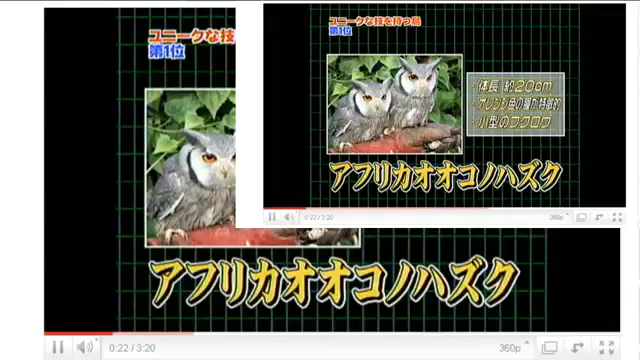 ユニークな技
第1位
アフリカオオコノハズク
0:22 / 3:20
360p
ユニークな技を持つ鳥
第1位
・体長 約20cm
・オレンジ色の瞳が特徴的
・小型のフクロウ
アフリカオオコノハズク
0:22 / 3:20
360p